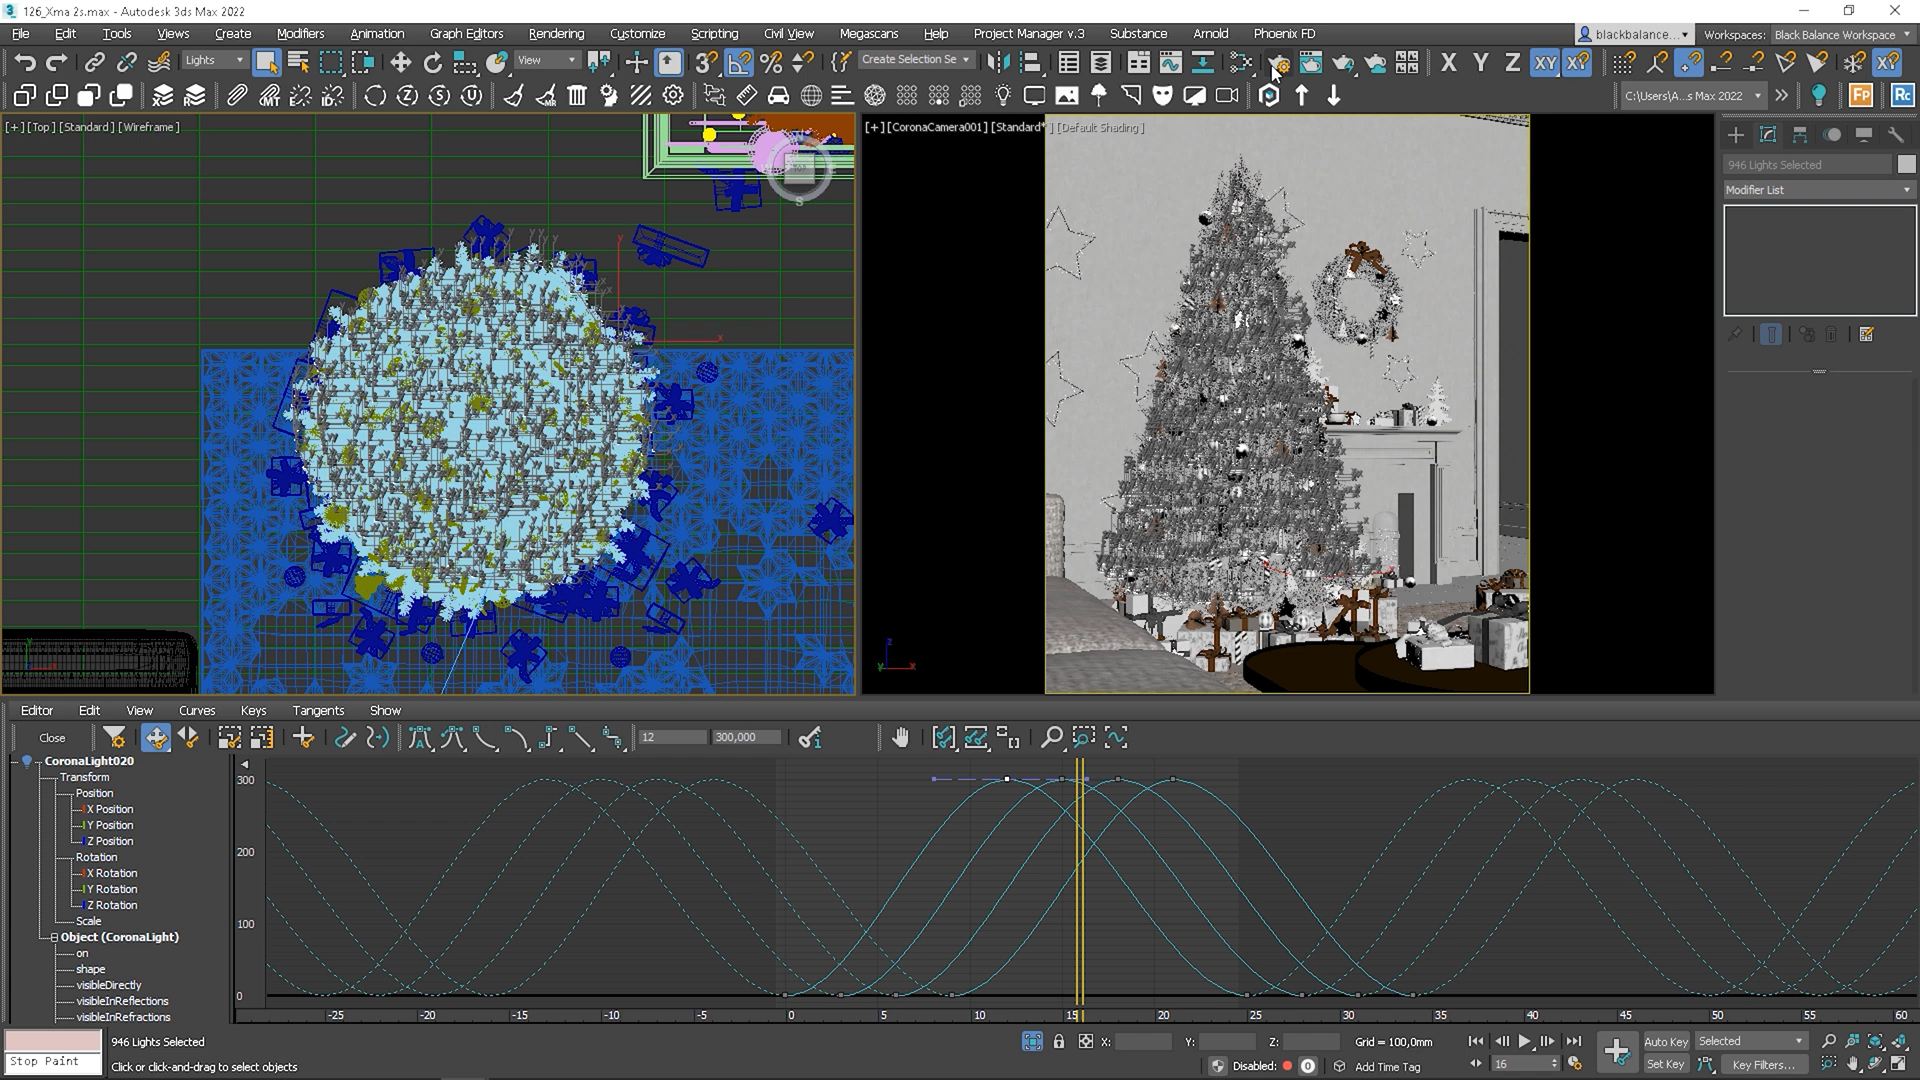 126_Xma 2s.max - Autodesk 3ds Max 2022
File Edit Tools Views Create Modifiers Animation Graph Editors Rendering Customize Scripting Civil View Megascans Help Project Manager v.3 Substance Arnold Phoenix FD
blackbalance... Workspaces: Black Balance Workspace
Lights View Create Selection Se X Y Z XY XY XY
C:\Users\A...s Max 2022 Fp Rc
[+] [Top] [Standard] [Wireframe]
[+] [CoronaCamera001] [Standard* [Default Shading]
946 Lights Selected
Modifier List
Editor Edit View Curves Keys Tangents Show
Close 12 300,000
CoronaLight020
Transform
Position
X Position
Y Position
Z Position
Rotation
X Rotation
Y Rotation
Z Rotation
Scale
Object (CoronaLight)
on
shape
visibleDirectly
visibleInReflections
visibleInRefractions
300
200
100
0
-25 -20 -15 -10 -5 0 5 10 15 20 25 30 35 40 45 50 55 60
946 Lights Selected X: Y: Z: Grid = 100,0mm Auto Key Selected
Stop Paint Click or click-and-drag to select objects Disabled: 0 Add Time Tag 16 Set Key Key Filters...